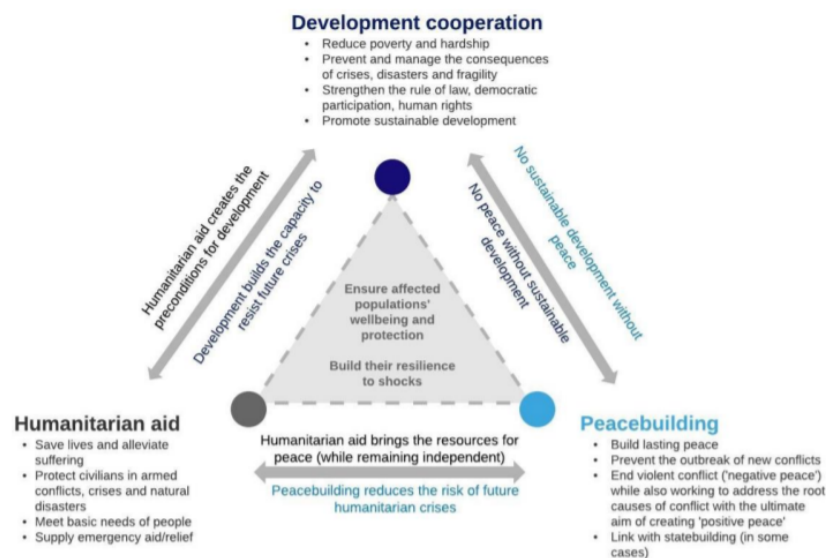 Development cooperation
• Reduce poverty and hardship
• Prevent and manage the consequences
of crises, disasters and fragility
• Strengthen the rule of law, democratic
participation, human rights
• Promote sustainable development
Humanitarian aid creates the
preconditions for development
Development builds the capacity to
resist future crises
No sustainable development without
peace
No peace without sustainable
development
Ensure affected
populations'
wellbeing and
protection
Build their resilience
to shocks
Humanitarian aid
• Save lives and alleviate
suffering
• Protect civilians in armed
conflicts, crises and natural
disasters
• Meet basic needs of people
• Supply emergency aid/relief
Humanitarian aid brings the resources for
peace (while remaining independent)
Peacebuilding reduces the risk of future
humanitarian crises
Peacebuilding
• Build lasting peace
• Prevent the outbreak of new conflicts
• End violent conflict ('negative peace')
while also working to address the root
causes of conflict with the ultimate
aim of creating 'positive peace'
• Link with statebuilding (in some
cases)